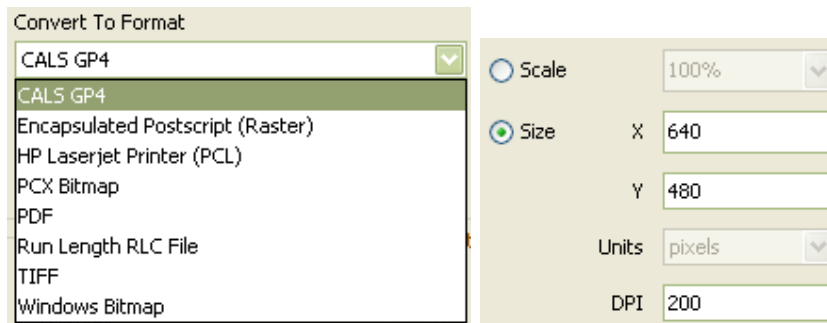 Convert To Format
CALS GP4
CALS GP4
Encapsulated Postscript (Raster)
HP Laserjet Printer (PCL)
PCX Bitmap
PDF
Run Length RLC File
TIFF
Windows Bitmap
Scale 100%
Size X 640
Y 480
Units pixels
DPI 200